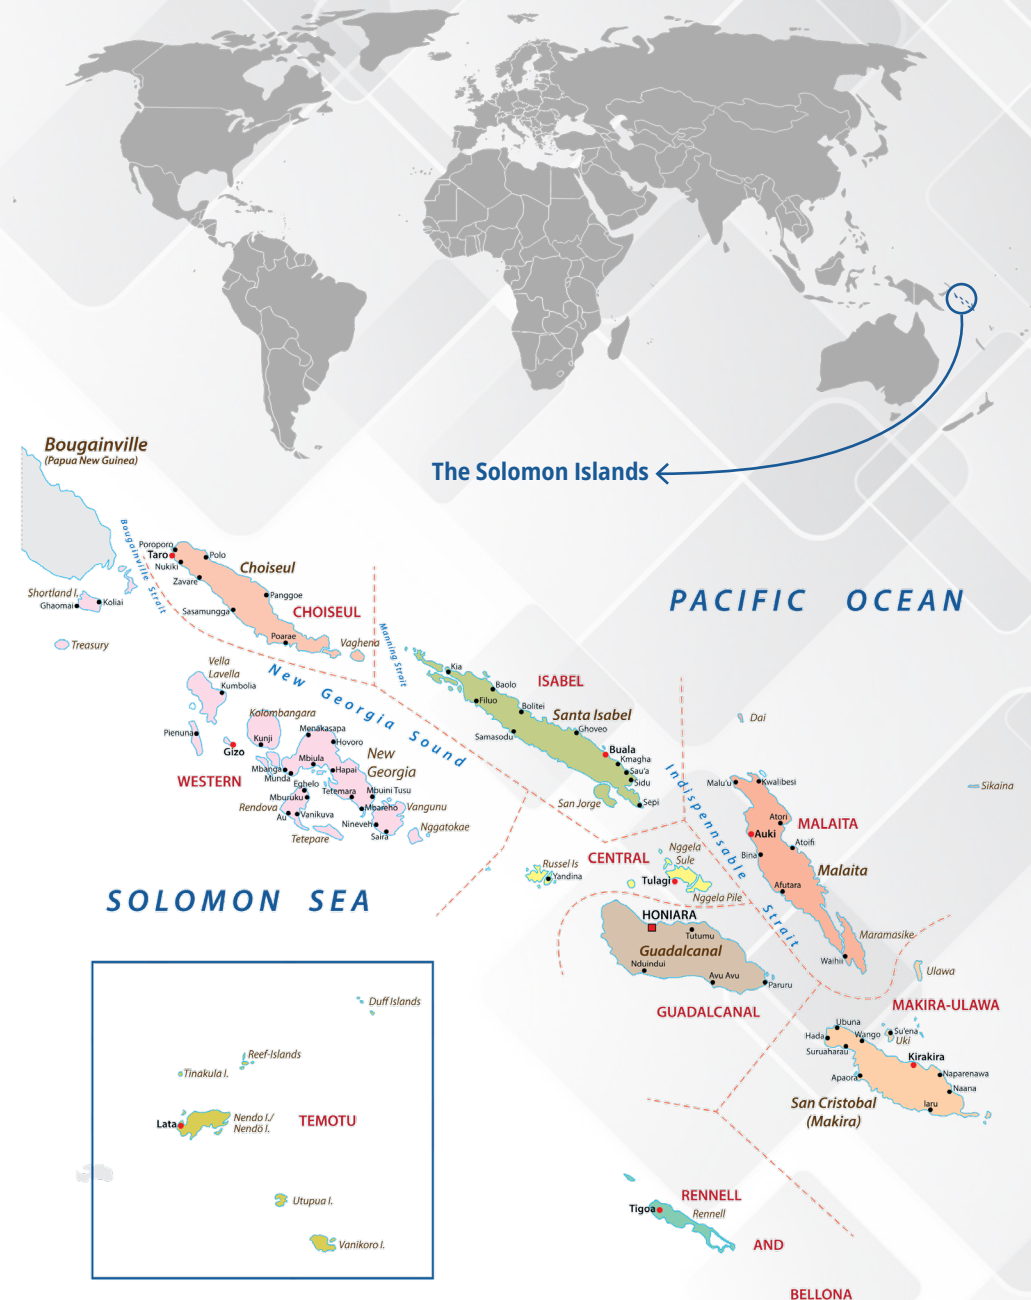 The Solomon Islands
Bougainville
(Papua New Guinea)
Bougainville Strait
Poroporo
Taro
Polo
Nukiki
Choiseul
Zavare
Panggoe
Shortland I.
Ghaomai
Koliai
Sasamungga
CHOISEUL
PACIFIC OCEAN
Poarae
Vaghena
Treasury
Manning Strait
Vella
Lavella
Kumbolia
New Georgia Sound
Kia
Baolo
ISABEL
Filuo
Bolitei
Santa Isabel
Samasodu
Ghoveo
Dai
Kolombangara
Pienuna
Kunji
Menakasapa
Hovoro
Gizo
Buala
Kmagha
New
Georgia
Mbiula
Mbanga
Munda
Hapai
Sau'a
Sidu
WESTERN
Eghelo
Mburuku
Tetemara
Mbuini Tusu
Rendova
Mbareho
Vangunu
Au
Vanikuva
Nineveh
Saira
Nggatokae
Tetepare
San Jorge
Sepi
Indispennsable Strait
Malu'u
Kwalibesi
Sikaina
Atori
MALAITA
Auki
Atoifi
Bina
Malaita
Afutara
Nggela
Sule
CENTRAL
Russel Is
Yandina
Tulagi
Nggela Pile
SOLOMON SEA
HONIARA
Tutumu
Guadalcanal
Nduindui
Avu Avu
Paruru
GUADALCANAL
Maramasike
Waihii
Ulawa
MAKIRA-ULAWA
Ubuna
Hada
Wango
Su'ena
Uki
Suruaharau
Kirakira
Apaora
Naparenawa
Naana
Iaru
San Cristobal
(Makira)
Duff Islands
Reef-Islands
Tinakula I.
Lata
Nendo I./
Nendö I.
TEMOTU
Utupua I.
Vanikoro I.
RENNELL
Tigoa
Rennell
AND
BELLONA